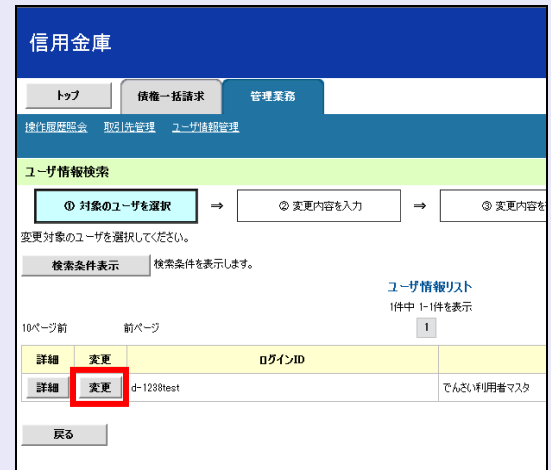 信用金庫
トップ 債権一括請求 管理業務
操作履歴照会 取引先管理 ユーザ情報管理
ユーザ情報検索
① 対象のユーザを選択 ⇒ ② 変更内容を入力 ⇒ ③ 変更内容を
変更対象のユーザを選択してください。
検索条件表示 検索条件を表示します。
ユーザ情報リスト
1件中 1-1件を表示
10ページ前 前ページ 1
詳細 変更 ログインID
詳細 変更 d-1238test でんさい利用者マスタ
戻る